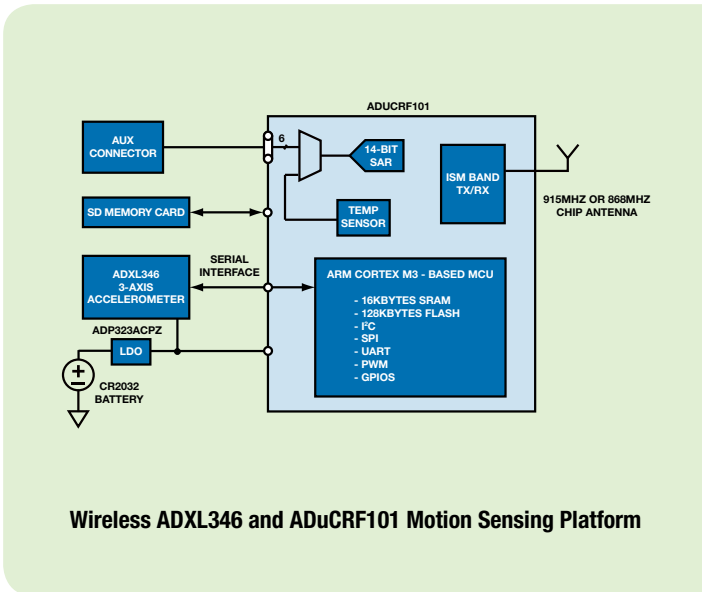 ADUCRF101
AUX
CONNECTOR
6
14-BIT
SAR
ISM BAND
TX/RX
915MHZ OR 868MHZ
CHIP ANTENNA
SD MEMORY CARD
TEMP
SENSOR
SERIAL
INTERFACE
ADXL346
3-AXIS
ACCELEROMETER
ARM CORTEX M3 - BASED MCU
- 16KBYTES SRAM
- 128KBYTES FLASH
- I²C
- SPI
- UART
- PWM
- GPIOS
ADP323ACPZ
LDO
CR2032
BATTERY
Wireless ADXL346 and ADuCRF101 Motion Sensing Platform